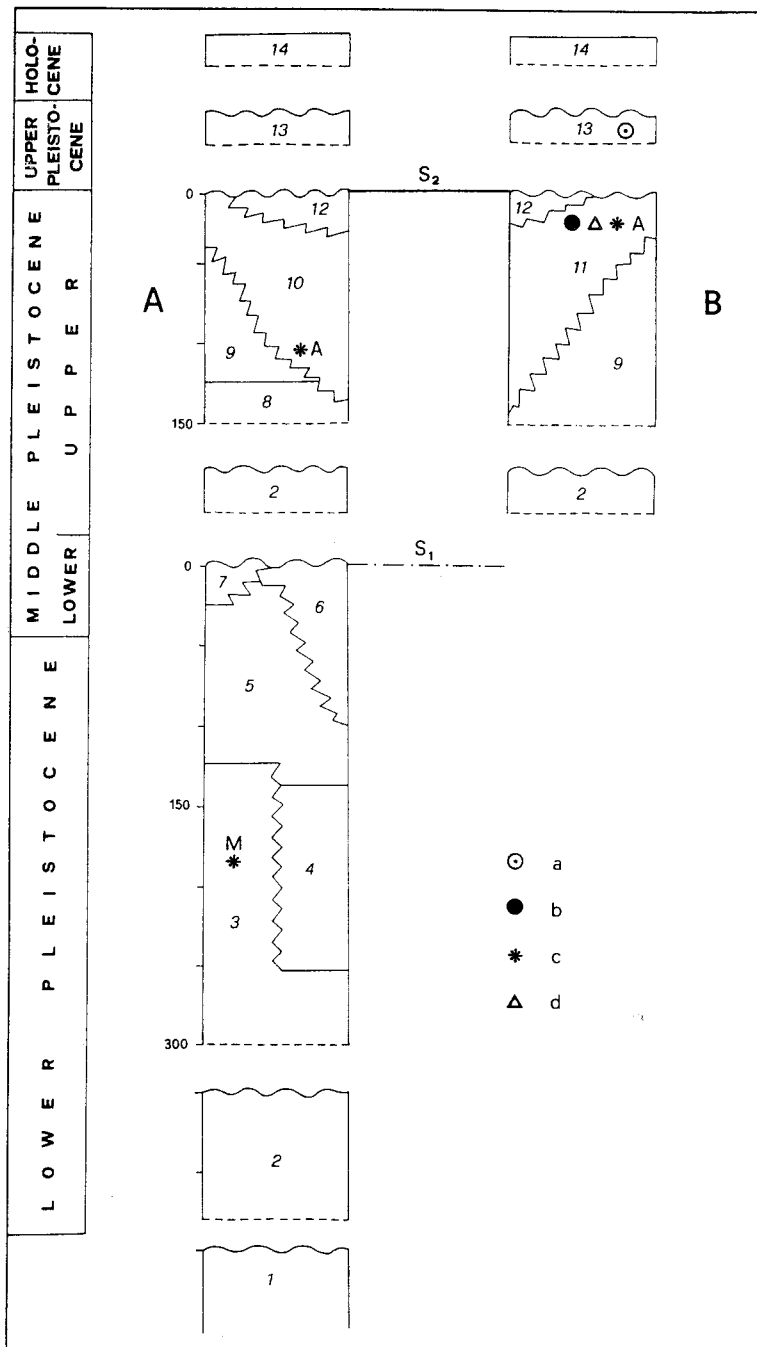 HOLO-
CENE
UPPER
PLEISTO-
CENE
MIDDLE PLEISTOCENE
UPPER
LOWER
LOWER PLEISTOCENE
14
14
13
13
a
S2
0
12
12
A
10
11
A
B
9
A
9
8
150
2
2
S1
0
7
6
5
150
M
4
3
a
b
c
d
300
2
1